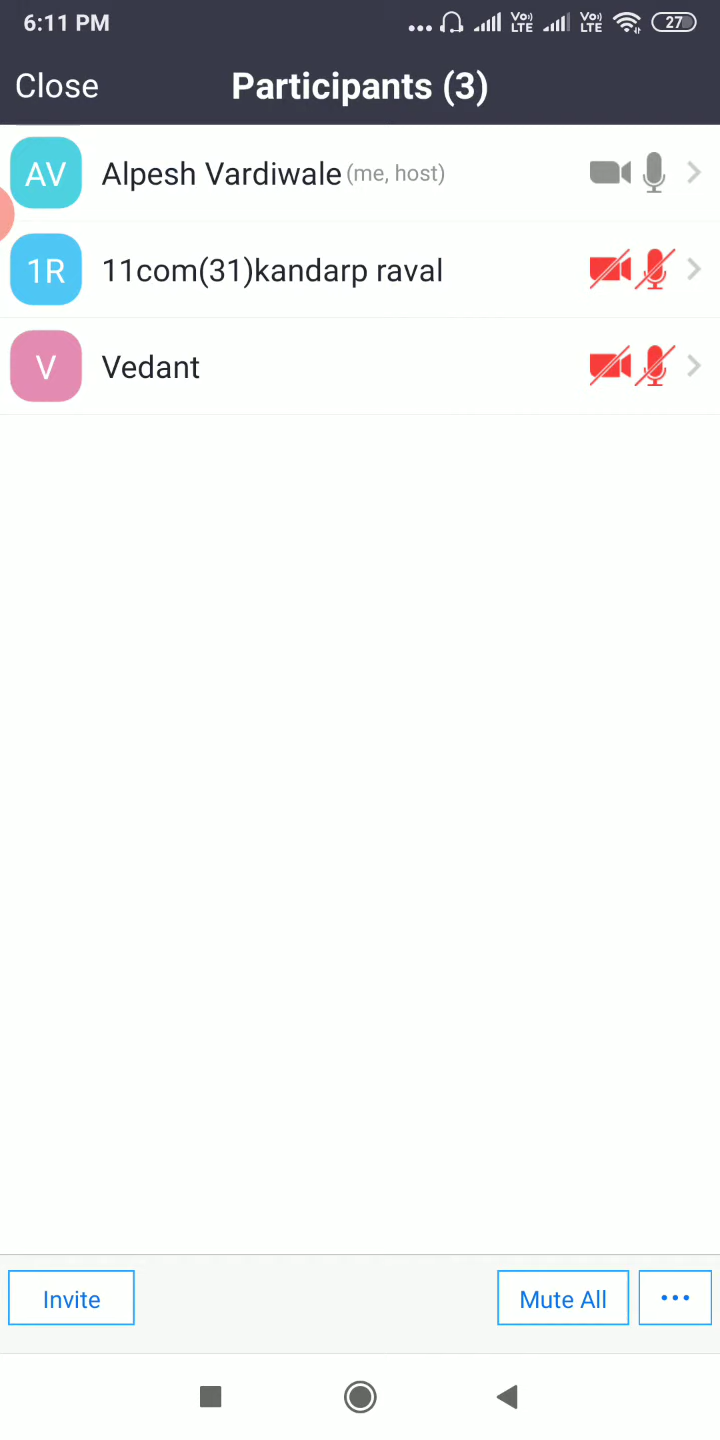 6:11 PM ... Vo) LTE Vo) LTE 27
Close Participants (3)
AV Alpesh Vardiwale (me, host)
1R 11com(31)kandarp raval
V Vedant
Invite Mute All ...